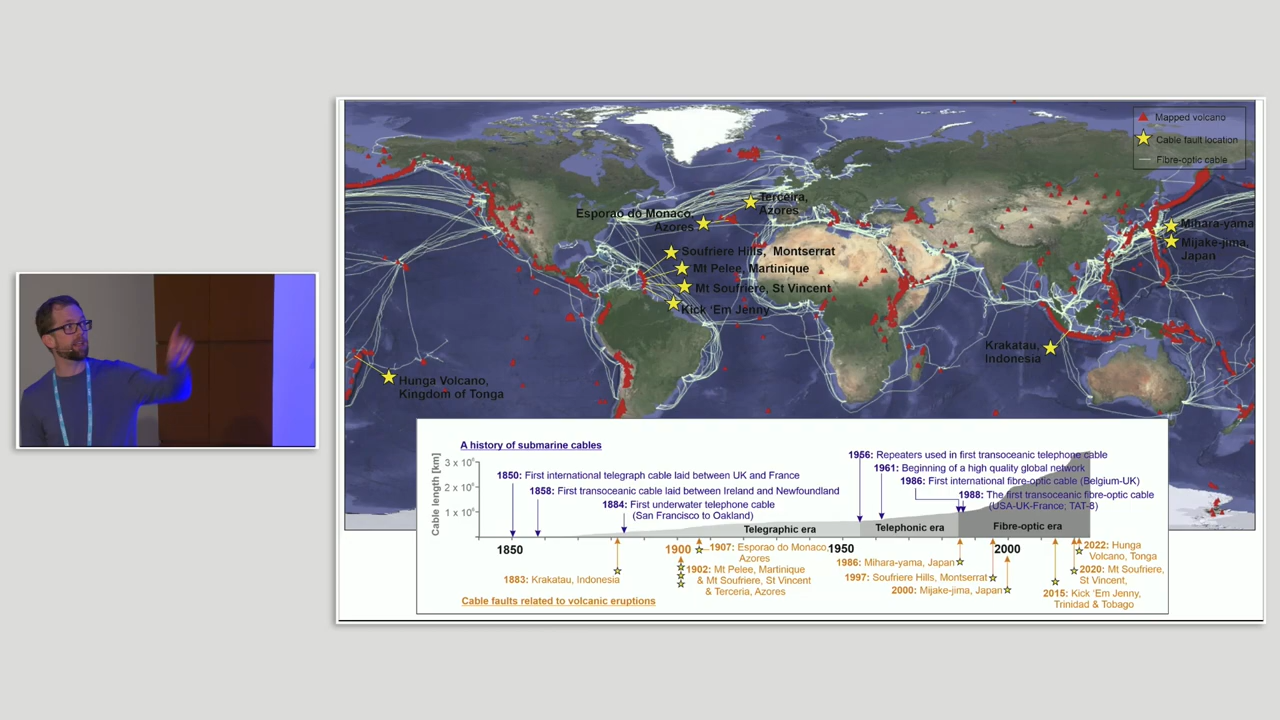 Mapped volcano
Cable fault location
Fibre-optic cable
Terceira,
Azores
Esporao do Monaco,
Azores
Mihara-yama
Mijake-jima,
Japan
Soufriere Hills, Montserrat
Mt Pelee, Martinique
Mt Soufriere, St Vincent
Kick 'Em Jenny
Krakatau,
Indonesia
Hunga Volcano,
Kingdom of Tonga
A history of submarine cables
Cable length [km]
3 x 10⁶
2 x 10⁶
1 x 10⁶
1850: First international telegraph cable laid between UK and France
1858: First transoceanic cable laid between Ireland and Newfoundland
1884: First underwater telephone cable
(San Francisco to Oakland)
1956: Repeaters used in first transoceanic telephone cable
1961: Beginning of a high quality global network
1986: First international fibre-optic cable (Belgium-UK)
1988: The first transoceanic fibre-optic cable
(USA-UK-France; TAT-8)
Telegraphic era
Telephonic era
Fibre-optic era
1850
1900
1950
2000
1883: Krakatau, Indonesia
1907: Esporao do Monaco,
Azores
1902: Mt Pelee, Martinique
& Mt Soufriere, St Vincent
& Terceria, Azores
1986: Mihara-yama, Japan
1997: Soufriere Hills, Montserrat
2000: Mijake-jima, Japan
2022: Hunga
Volcano, Tonga
2020: Mt Soufriere,
St Vincent,
2015: Kick 'Em Jenny,
Trinidad & Tobago
Cable faults related to volcanic eruptions